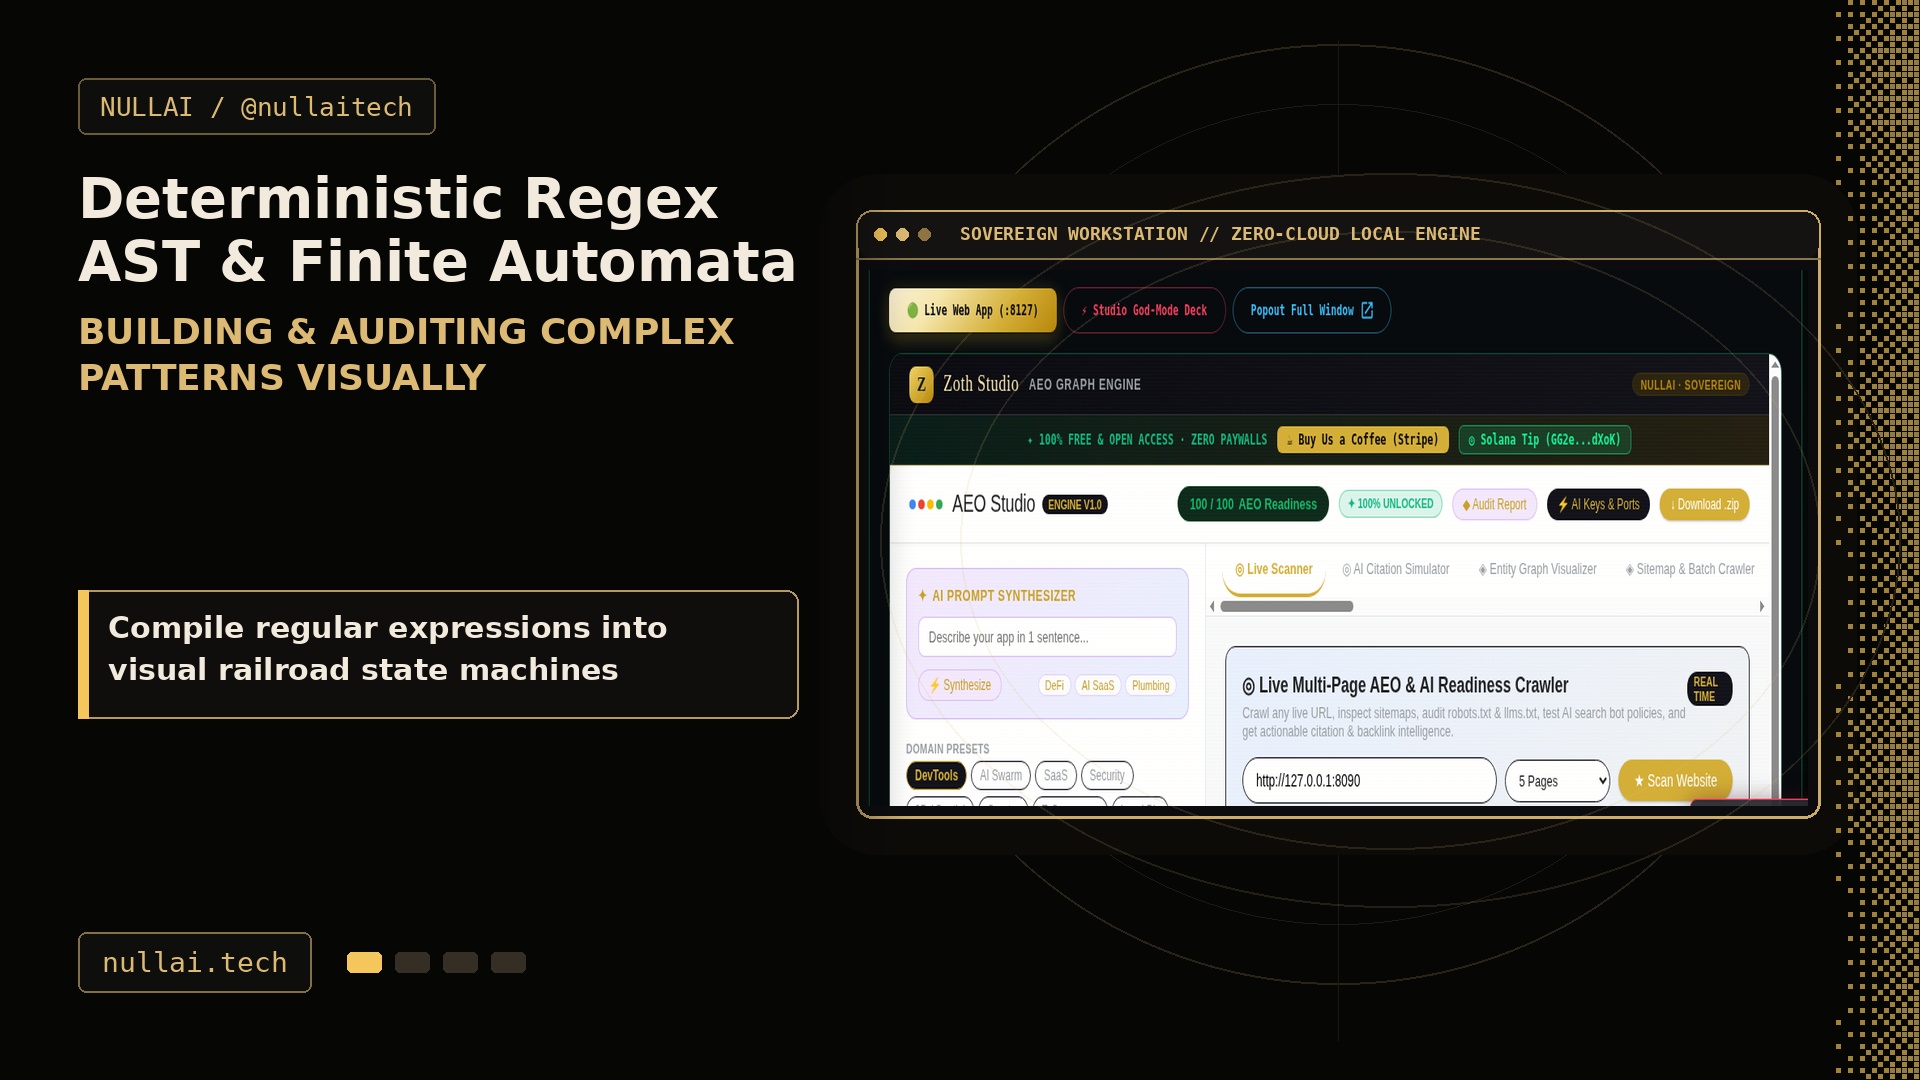 NULLAI / @nullaitech
Deterministic Regex
AST & Finite Automata
BUILDING & AUDITING COMPLEX
PATTERNS VISUALLY
Compile regular expressions into
visual railroad state machines
nullai.tech
SOVEREIGN WORKSTATION // ZERO-CLOUD LOCAL ENGINE
Live Web App (:8127)
⚡ Studio God-Mode Deck
Popout Full Window
Z
Zoth Studio AEO GRAPH ENGINE
NULLAI · SOVEREIGN
✦ 100% FREE & OPEN ACCESS · ZERO PAYWALLS
☕ Buy Us a Coffee (Stripe)
◎ Solana Tip (GG2e...dXoK)
AEO Studio
ENGINE V1.0
100 / 100 AEO Readiness
✦ 100% UNLOCKED
◆ Audit Report
⚡ AI Keys & Ports
↓ Download .zip
✦ AI PROMPT SYNTHESIZER
Describe your app in 1 sentence...
⚡ Synthesize
DeFi
AI SaaS
Plumbing
DOMAIN PRESETS
DevTools
AI Swarm
SaaS
Security
◎ Live Scanner
◎ AI Citation Simulator
◈ Entity Graph Visualizer
◈ Sitemap & Batch Crawler
◎ Live Multi-Page AEO & AI Readiness Crawler
REAL
TIME
Crawl any live URL, inspect sitemaps, audit robots.txt & llms.txt, test AI search bot policies, and
get actionable citation & backlink intelligence.
http://127.0.0.1:8090
5 Pages
★ Scan Website